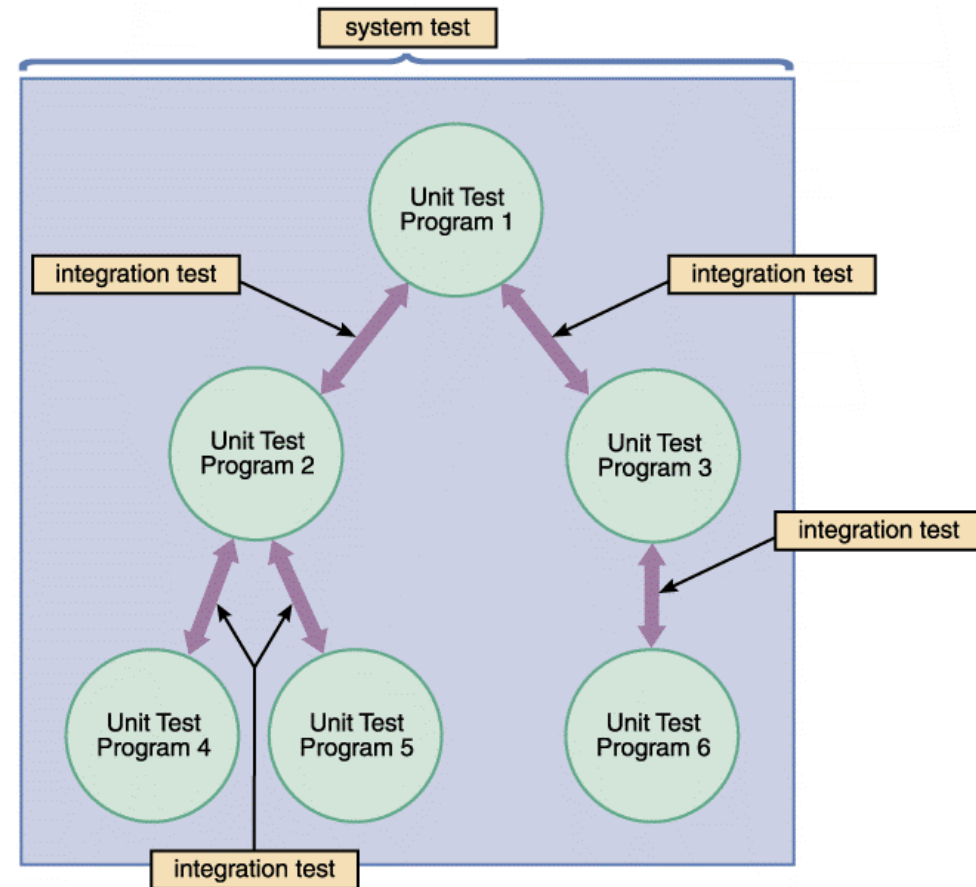 system test
Unit Test
Program 1
integration test
integration test
Unit Test
Program 2
Unit Test
Program 3
integration test
Unit Test
Program 4
Unit Test
Program 5
Unit Test
Program 6
integration test